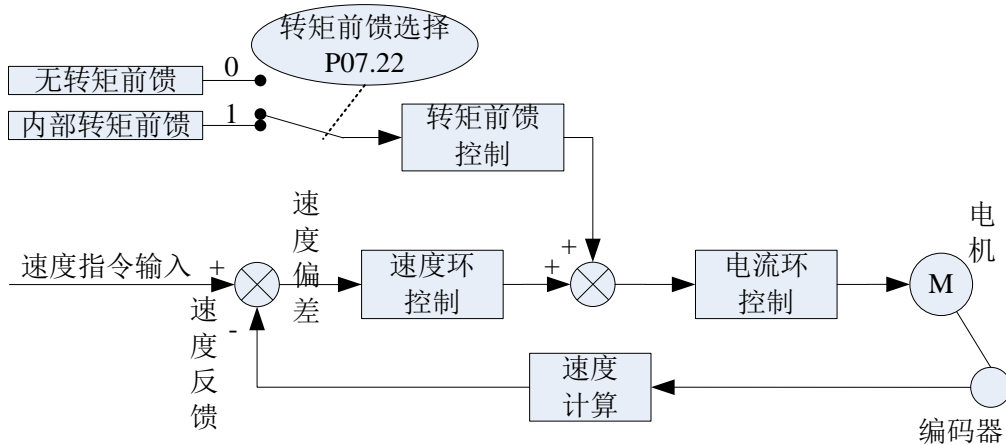 转矩前馈选择
P07.22
无转矩前馈
0
内部转矩前馈
1
转矩前馈
控制
速度指令输入
+
-
速度反馈
速度偏差
速度环
控制
+
+
电流环
控制
电机
M
速度
计算
编码器